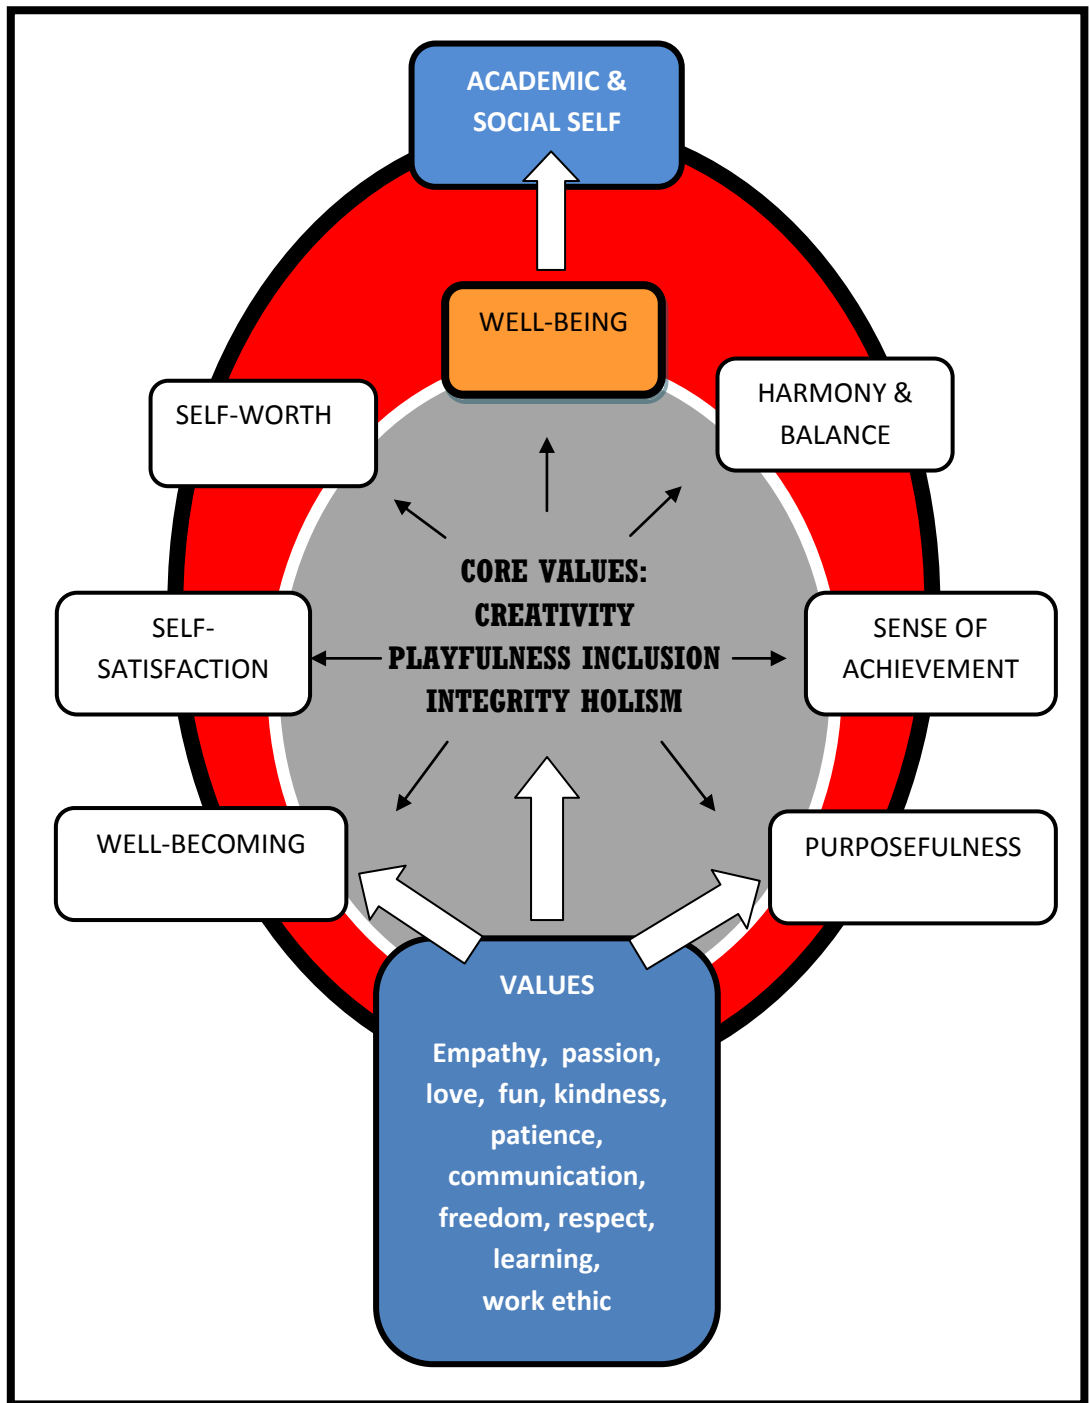 ACADEMIC &
SOCIAL SELF
WELL-BEING
SELF-WORTH
HARMONY &
BALANCE
CORE VALUES:
CREATIVITY
PLAYFULNESS INCLUSION
INTEGRITY HOLISM
SELF-
SATISFACTION
SENSE OF
ACHIEVEMENT
WELL-BECOMING
PURPOSEFULNESS
VALUES
Empathy, passion,
love, fun, kindness,
patience,
communication,
freedom, respect,
learning,
work ethic